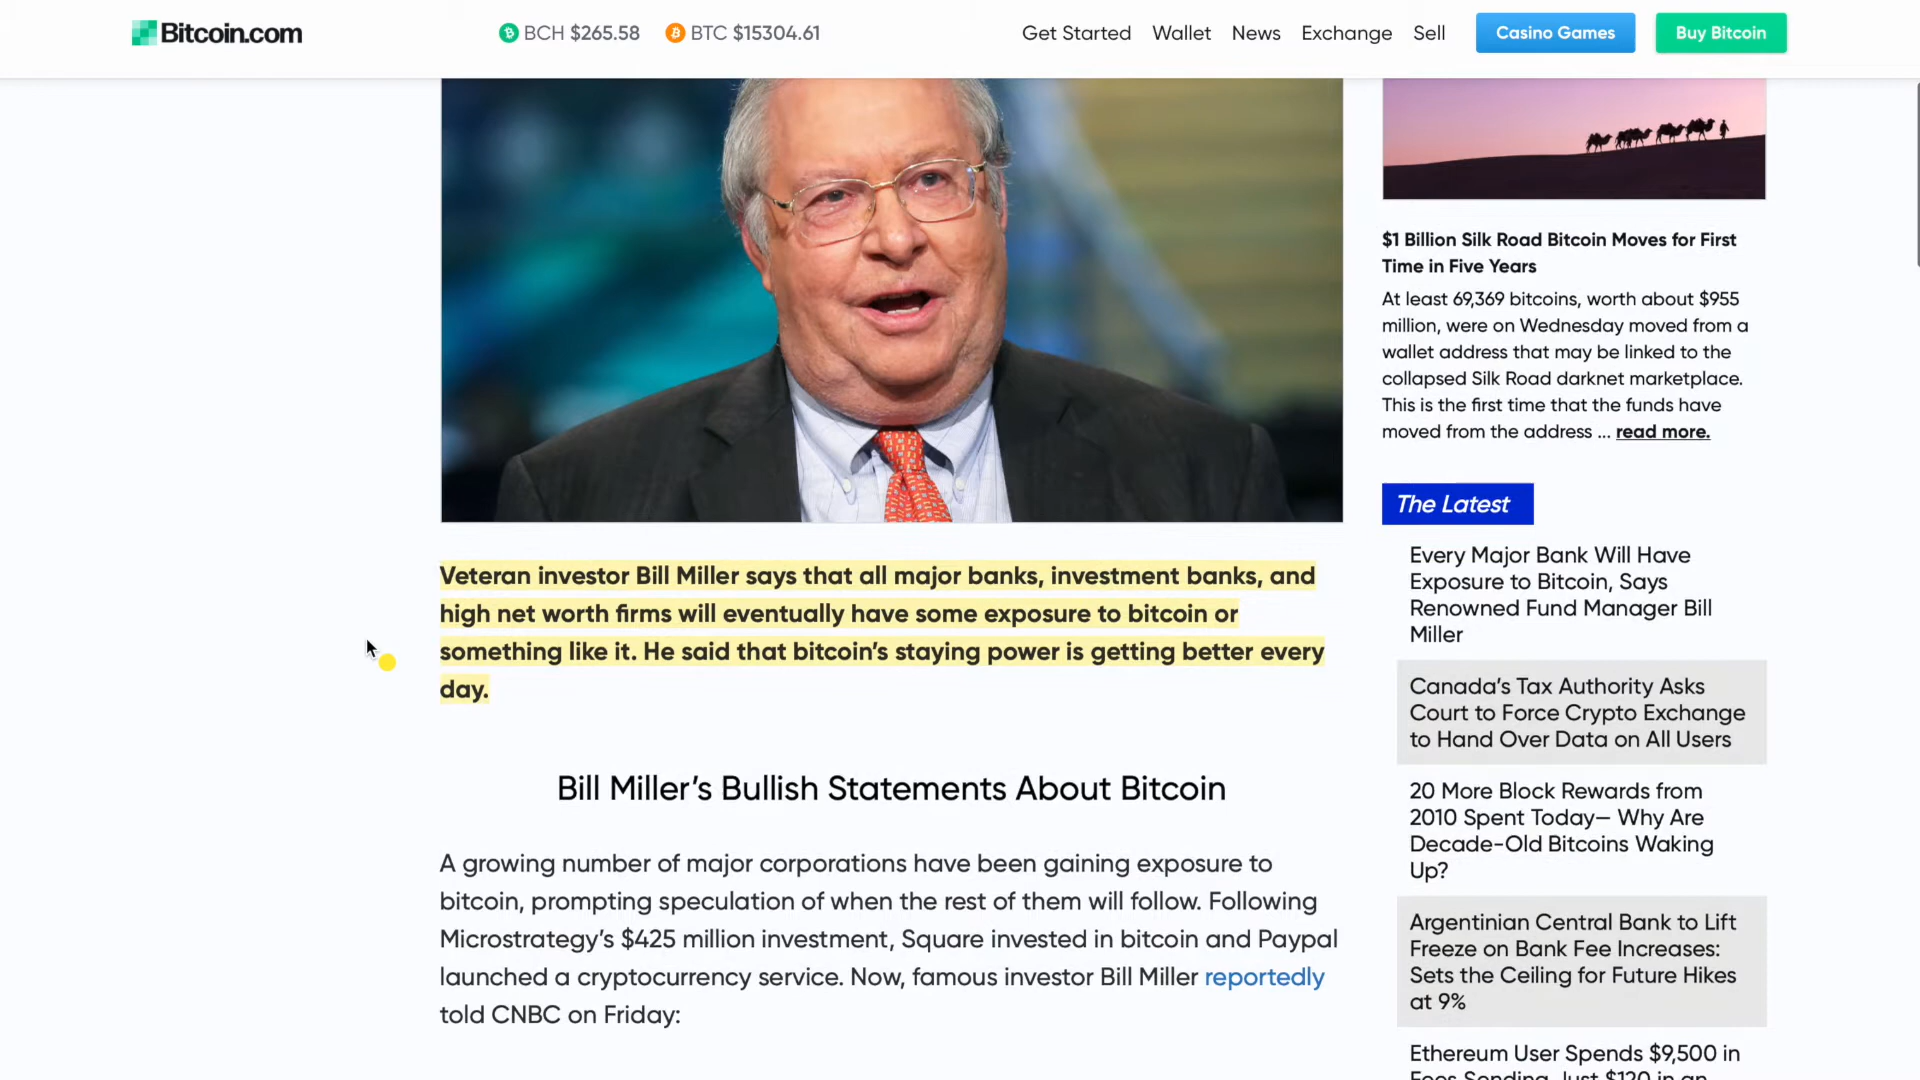 Bitcoin.com
BCH $265.58
BTC $15304.61
Get Started
Wallet
News
Exchange
Sell
Casino Games
Buy Bitcoin
Veteran investor Bill Miller says that all major banks, investment banks, and
high net worth firms will eventually have some exposure to bitcoin or
something like it. He said that bitcoin’s staying power is getting better every
day.
Bill Miller’s Bullish Statements About Bitcoin
A growing number of major corporations have been gaining exposure to
bitcoin, prompting speculation of when the rest of them will follow. Following
Microstrategy’s $425 million investment, Square invested in bitcoin and Paypal
launched a cryptocurrency service. Now, famous investor Bill Miller reportedly
told CNBC on Friday:
$1 Billion Silk Road Bitcoin Moves for First
Time in Five Years
At least 69,369 bitcoins, worth about $955
million, were on Wednesday moved from a
wallet address that may be linked to the
collapsed Silk Road darknet marketplace.
This is the first time that the funds have
moved from the address ... read more.
The Latest
Every Major Bank Will Have
Exposure to Bitcoin, Says
Renowned Fund Manager Bill
Miller
Canada’s Tax Authority Asks
Court to Force Crypto Exchange
to Hand Over Data on All Users
20 More Block Rewards from
2010 Spent Today— Why Are
Decade-Old Bitcoins Waking
Up?
Argentinian Central Bank to Lift
Freeze on Bank Fee Increases:
Sets the Ceiling for Future Hikes
at 9%
Ethereum User Spends $9,500 in
Fees Sending Just $120 in an